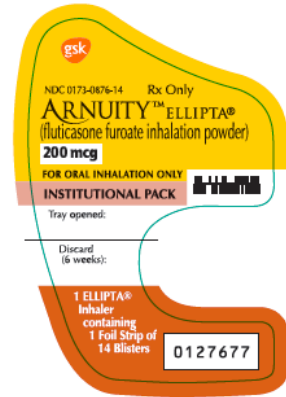 gsk
NDC 0173-0876-14 Rx Only
ARNUITY™ ELLIPTA®
(fluticasone furoate inhalation powder)
200 mcg
FOR ORAL INHALATION ONLY
INSTITUTIONAL PACK
Tray opened:
Discard
(6 weeks):
1 ELLIPTA®
Inhaler
containing
1 Foil Strip of
14 Blisters
0127677